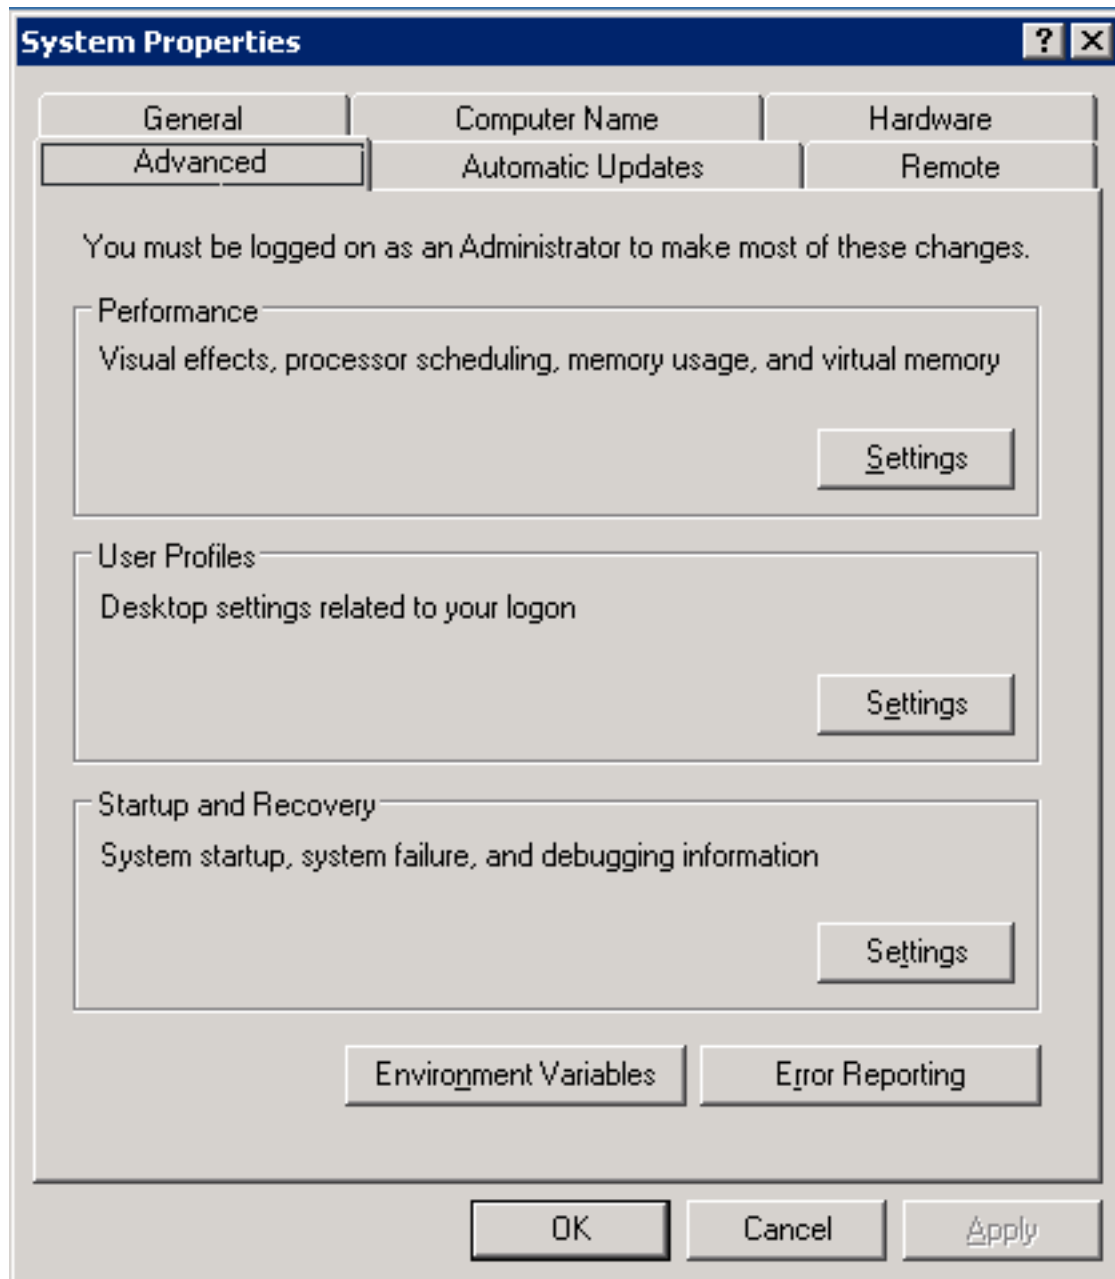 System Properties
General Computer Name Hardware
Advanced Automatic Updates Remote
You must be logged on as an Administrator to make most of these changes.
Performance
Visual effects, processor scheduling, memory usage, and virtual memory
Settings
User Profiles
Desktop settings related to your logon
Settings
Startup and Recovery
System startup, system failure, and debugging information
Settings
Environment Variables Error Reporting
OK Cancel Apply